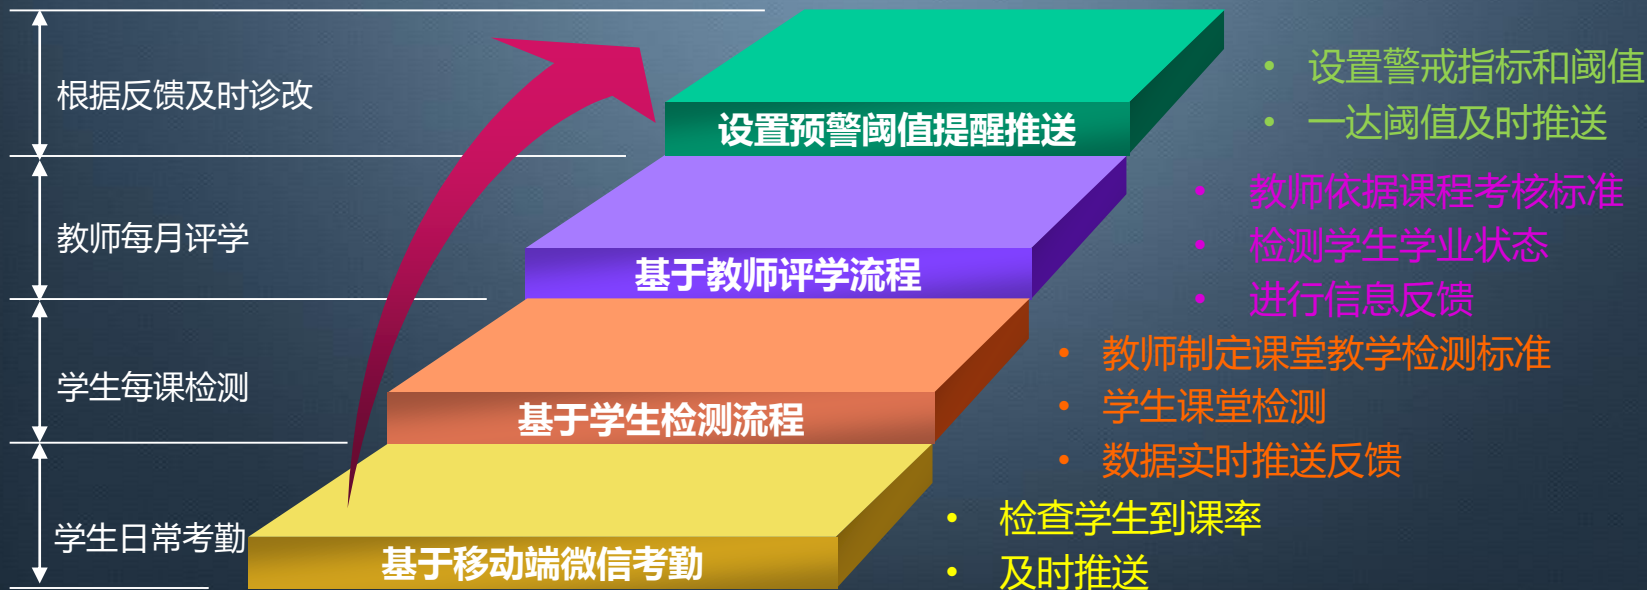 根据反馈及时诊改
设置预警阈值提醒推送
• 设置警戒指标和阈值
• 一达阈值及时推送
教师每月评学
基于教师评学流程
• 教师依据课程考核标准
• 检测学生学业状态
• 进行信息反馈
学生每课检测
基于学生检测流程
• 教师制定课堂教学检测标准
• 学生课堂检测
• 数据实时推送反馈
学生日常考勤
基于移动端微信考勤
• 检查学生到课率
• 及时推送